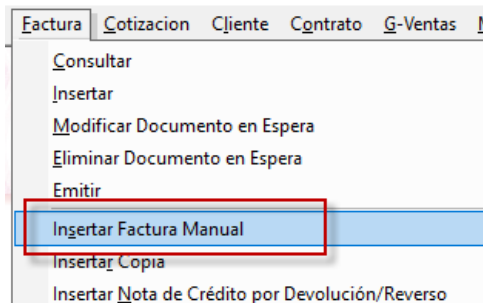 Factura Cotizacion Cliente Contrato G-Ventas
Consultar
Insertar
Modificar Documento en Espera
Eliminar Documento en Espera
Emitir
Insertar Factura Manual
Insertar Copia
Insertar Nota de Crédito por Devolución/Reverso